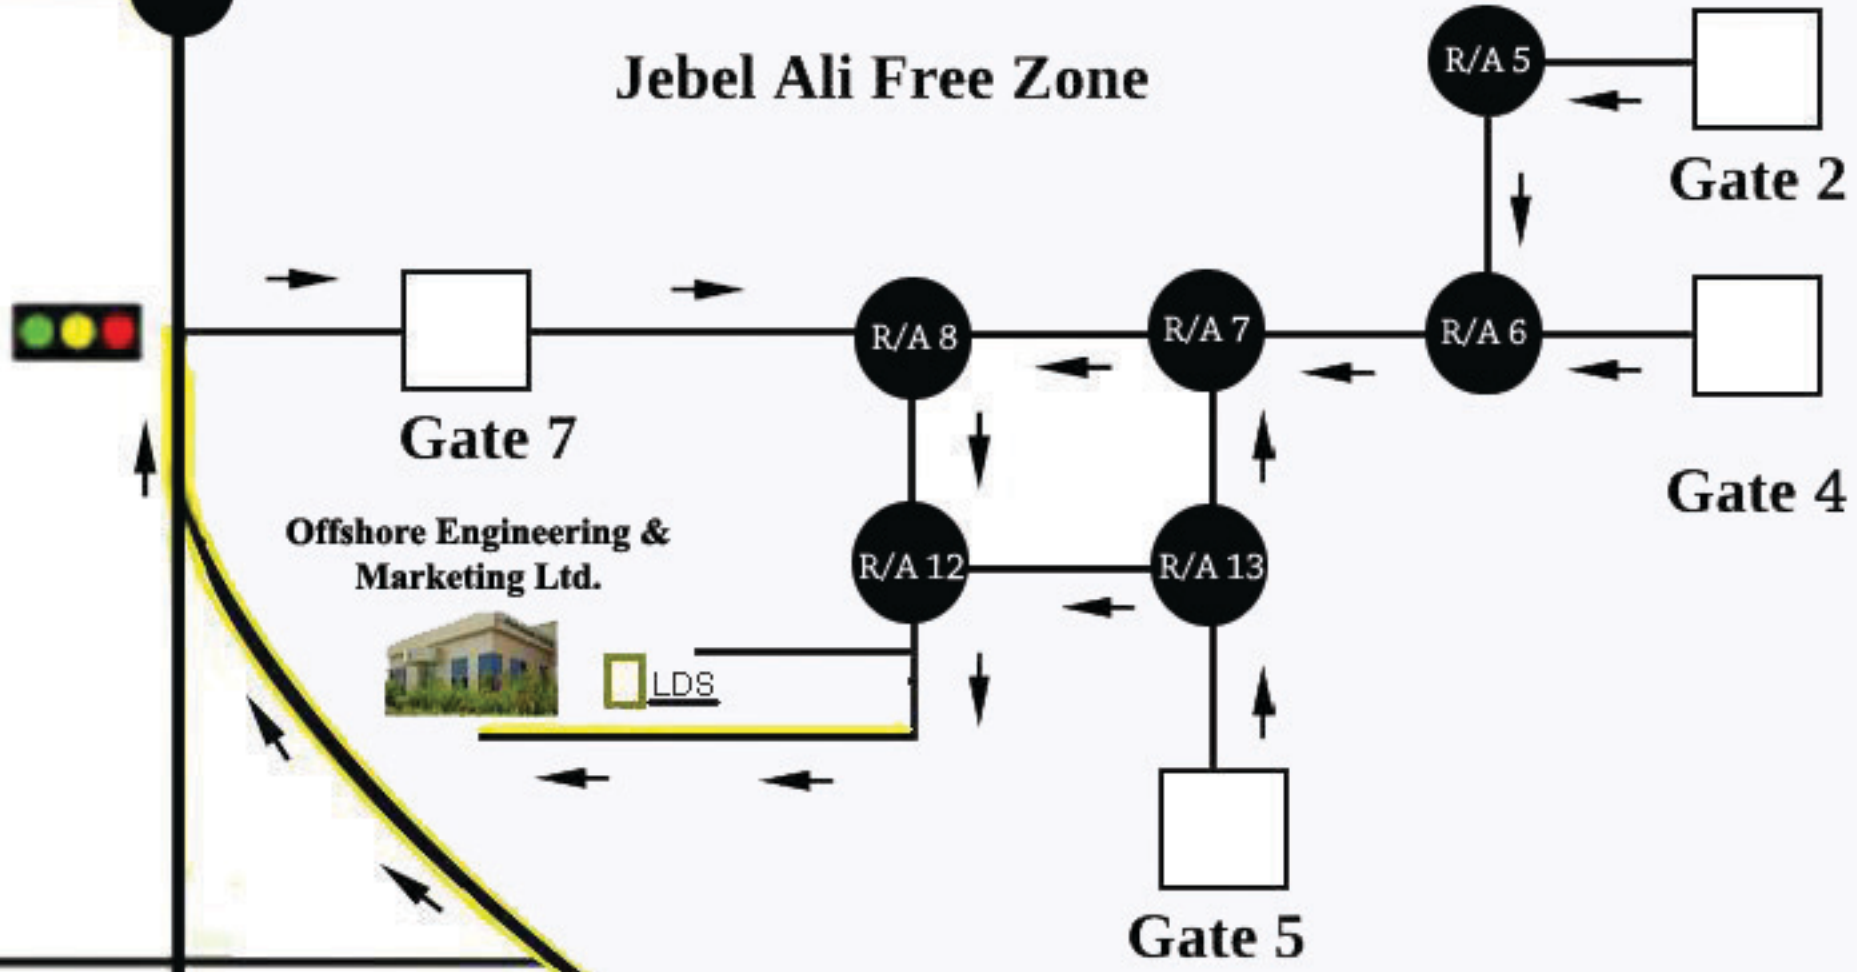 Jebel Ali Free Zone
R/A 5
Gate 2
R/A 8
R/A 7
R/A 6
Gate 7
Gate 4
Offshore Engineering &
Marketing Ltd.
R/A 12
R/A 13
LDS
Gate 5